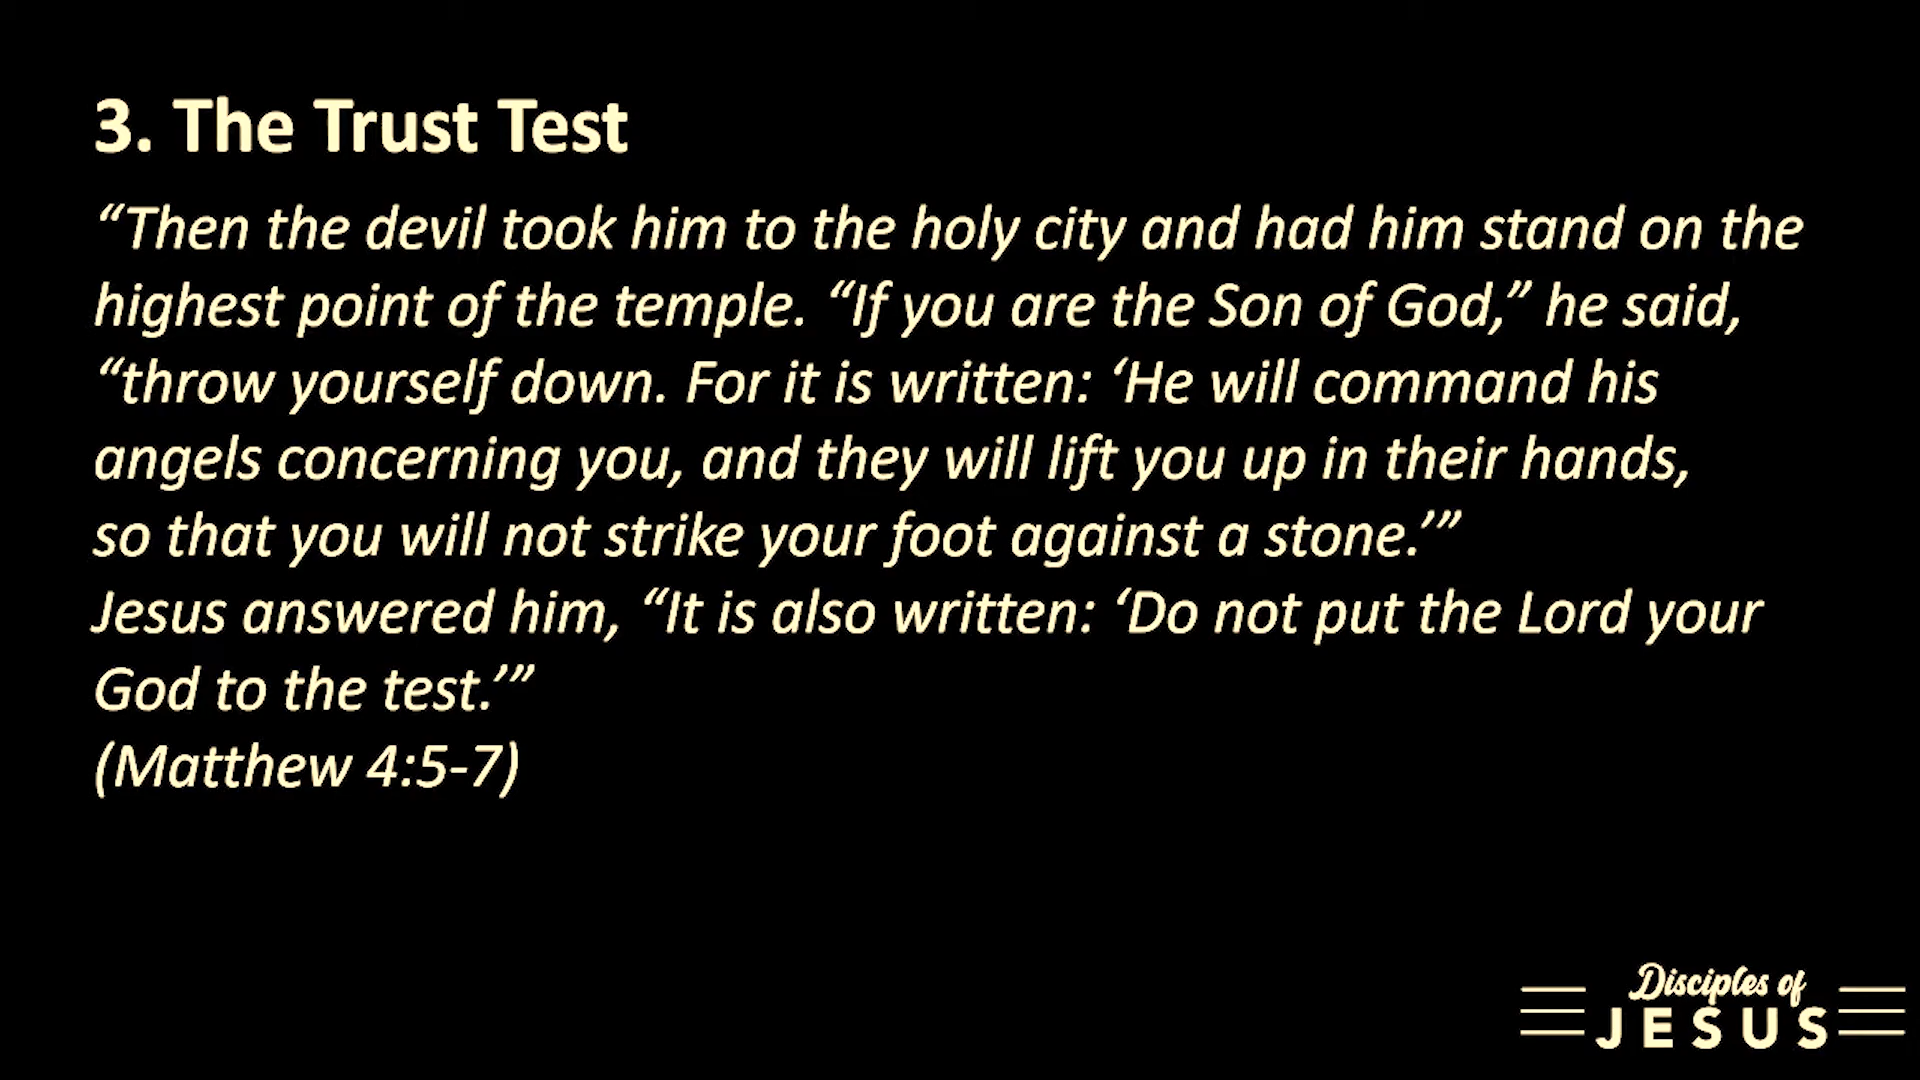 3. The Trust Test
“Then the devil took him to the holy city and had him stand on the
highest point of the temple. “If you are the Son of God,” he said,
“throw yourself down. For it is written: ‘He will command his
angels concerning you, and they will lift you up in their hands,
so that you will not strike your foot against a stone.’”
Jesus answered him, “It is also written: ‘Do not put the Lord your
God to the test.’”
(Matthew 4:5-7)
Disciples of
JESUS